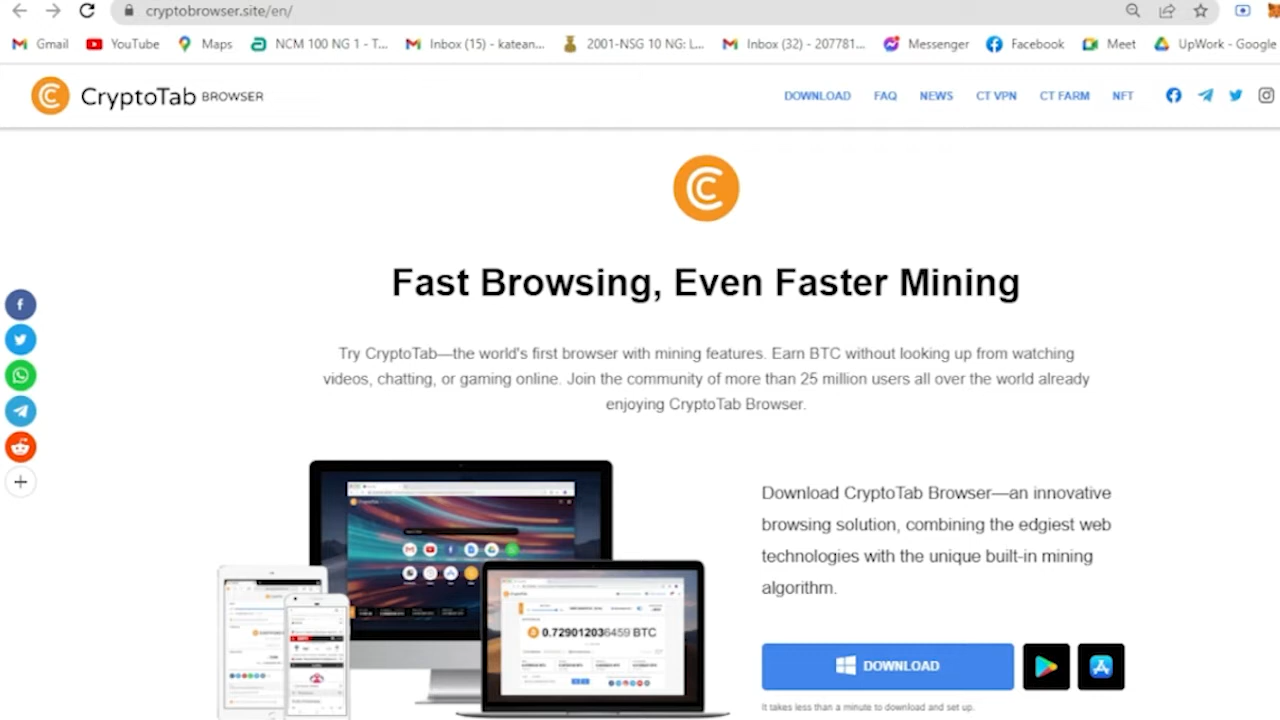 cryptobrowser.site/en/
Gmail YouTube Maps NCM 100 NG 1 - T... Inbox (15) - katean... 2001-NSG 10 NG: L... Inbox (32) - 207781... Messenger Facebook Meet UpWork - Google
CryptoTab BROWSER DOWNLOAD FAQ NEWS CT VPN CT FARM NFT
Fast Browsing, Even Faster Mining
Try CryptoTab—the world's first browser with mining features. Earn BTC without looking up from watching
videos, chatting, or gaming online. Join the community of more than 25 million users all over the world already
enjoying CryptoTab Browser.
Download CryptoTab Browser—an innovative
browsing solution, combining the edgiest web
technologies with the unique built-in mining
algorithm.
0.729012036459 BTC
DOWNLOAD
It takes less than a minute to download and set up.